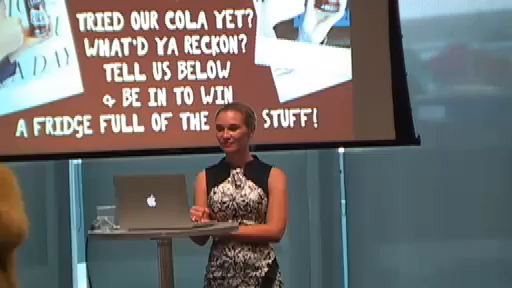 TRIED OUR COLA YET?
WHAT'D YA RECKON?
TELL US BELOW
& BE IN TO WIN
A FRIDGE FULL OF THE STUFF!
A DAY